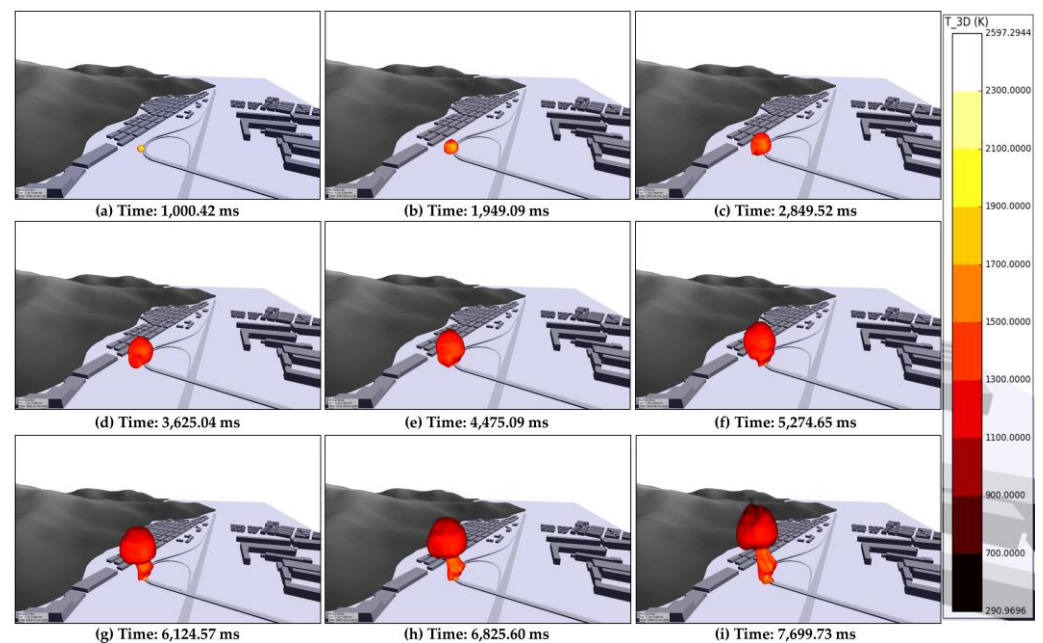 T_3D (K)
2597.2944
2300.0000
2100.0000
1900.0000
1700.0000
1500.0000
1300.0000
1100.0000
900.0000
700.0000
290.9696
(a) Time: 1,000.42 ms
(b) Time: 1,949.09 ms
(c) Time: 2,849.52 ms
(d) Time: 3,625.04 ms
(e) Time: 4,475.09 ms
(f) Time: 5,274.65 ms
(g) Time: 6,124.57 ms
(h) Time: 6,825.60 ms
(i) Time: 7,699.73 ms